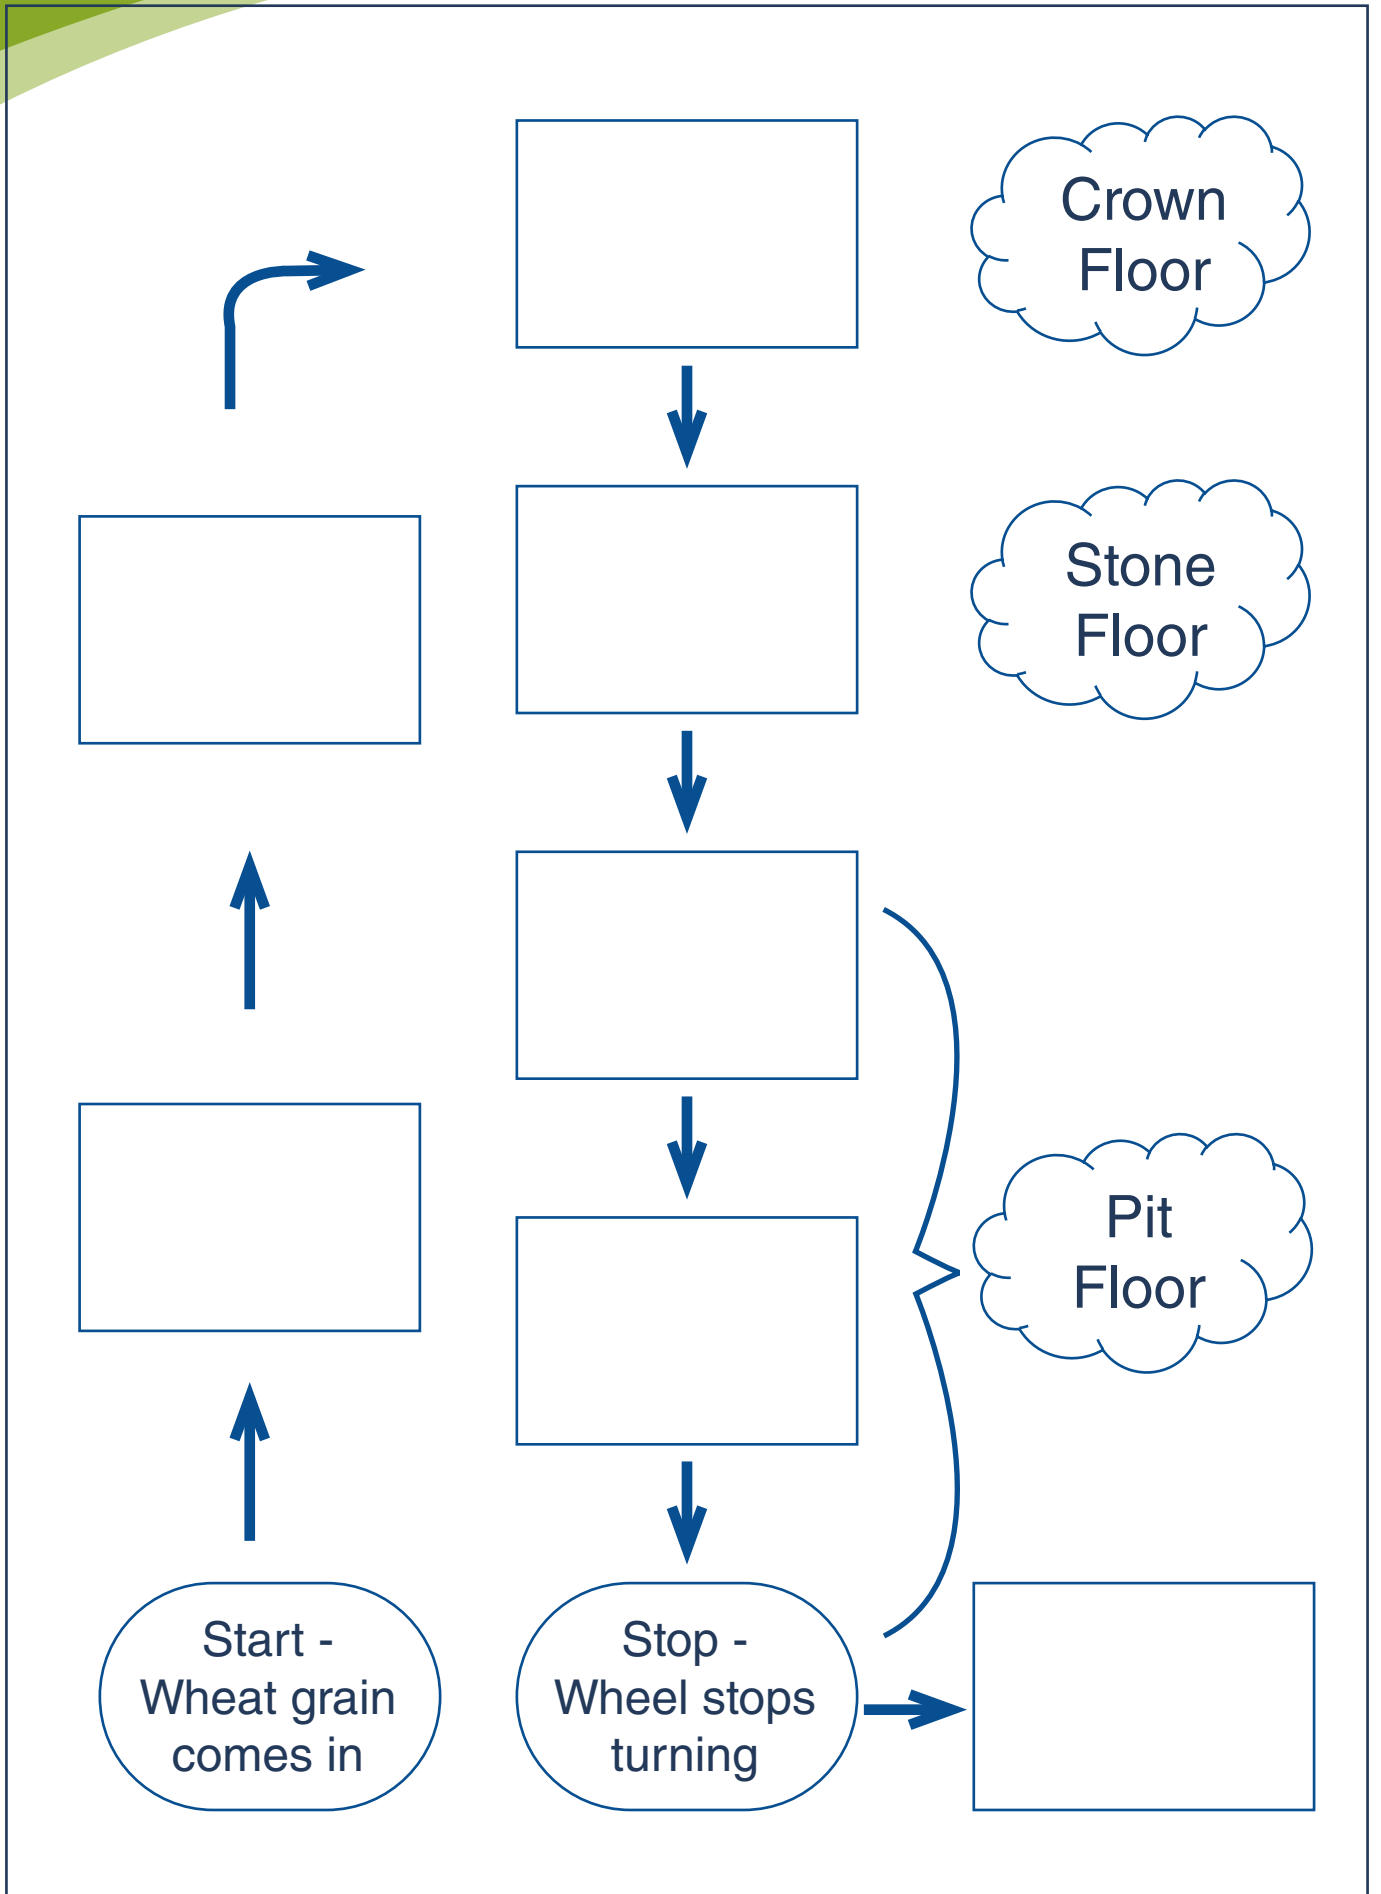 Crown
Floor
Stone
Floor
Pit
Floor
Start -
Wheat grain
comes in
Stop -
Wheel stops
turning